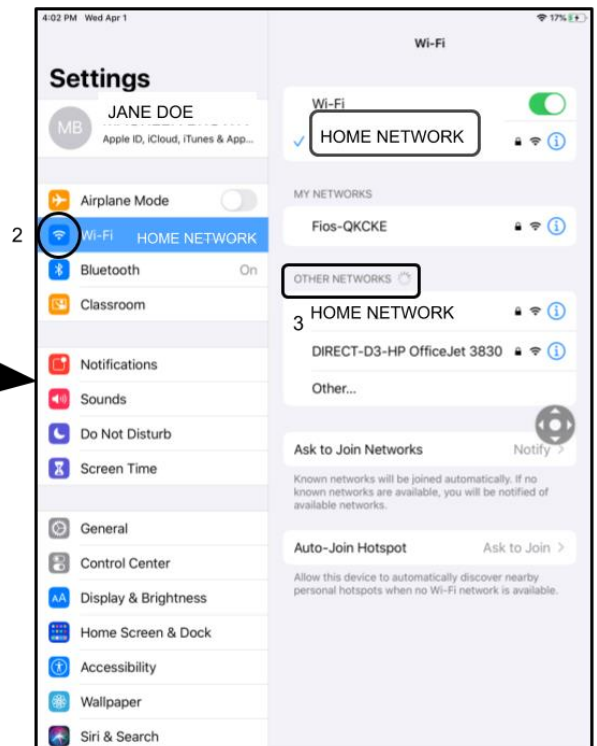 4:02 PM Wed Apr 1
17%
Settings
JANE DOE
MB
Apple ID, iCloud, iTunes & App...
Airplane Mode
2
Wi-Fi HOME NETWORK
Bluetooth On
Classroom
Notifications
Sounds
Do Not Disturb
Screen Time
General
Control Center
AA Display & Brightness
Home Screen & Dock
Accessibility
Wallpaper
Siri & Search
Wi-Fi
Wi-Fi
HOME NETWORK
MY NETWORKS
Fios-QKCKE
OTHER NETWORKS
3 HOME NETWORK
DIRECT-D3-HP OfficeJet 3830
Other...
Ask to Join Networks Notify
Known networks will be joined automatically. If no
known networks are available, you will be notified of
available networks.
Auto-Join Hotspot Ask to Join
Allow this device to automatically discover nearby
personal hotspots when no Wi-Fi network is available.